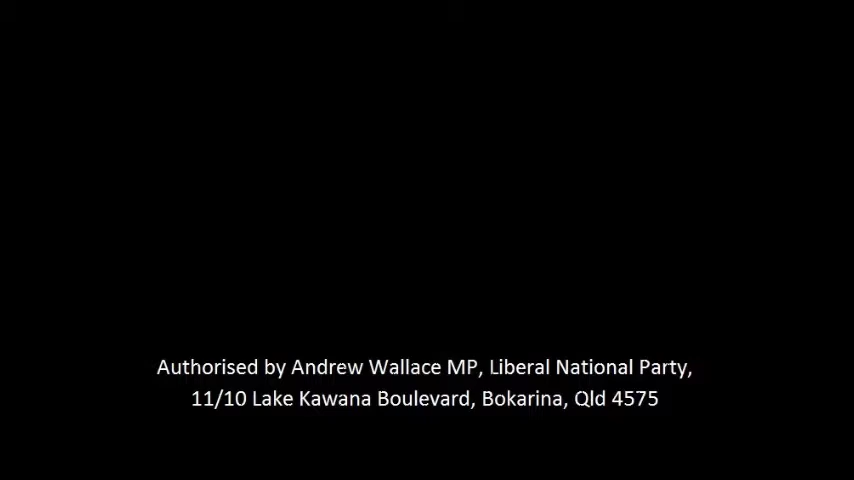 Authorised by Andrew Wallace MP, Liberal National Party,
11/10 Lake Kawana Boulevard, Bokarina, Qld 4575